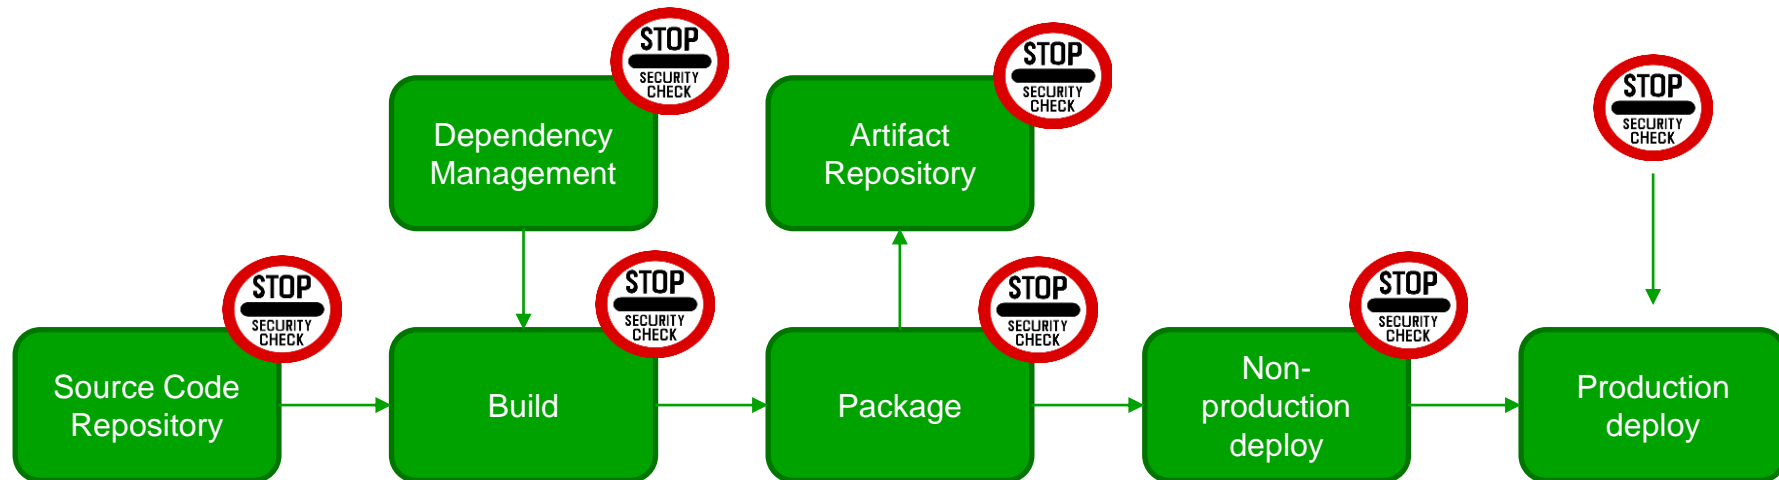 STOP
SECURITY
CHECK
Dependency
Management
STOP
SECURITY
CHECK
Artifact
Repository
STOP
SECURITY
CHECK
STOP
SECURITY
CHECK
Source Code
Repository
STOP
SECURITY
CHECK
Build
STOP
SECURITY
CHECK
Package
STOP
SECURITY
CHECK
Non-
production
deploy
Production
deploy